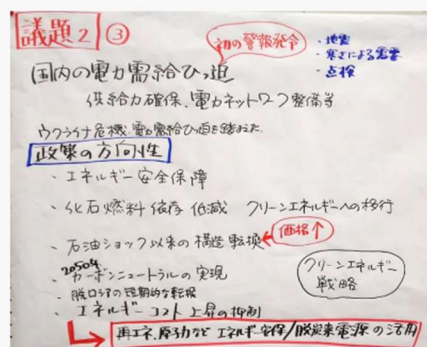 議題2 ③
初の警報発令
・地震
・寒さによる需要
・点検
国内の電力需給ひっ迫
供給力確保、電力ネットワーク整備等
ウクライナ危機、電力需給ひっ迫を踏まえた
政策の方向性
・エネルギー安全保障
・化石燃料依存低減 クリーンエネルギーへの移行
・石油ショック以来の構造転換
価格↑
2050年
・カーボンニュートラルの実現
クリーンエネルギー戦略
・脱ロシアの短期的な転換
・エネルギーコスト上昇の抑制
再エネ、原子力など エネルギー安保/脱炭素電源の活用